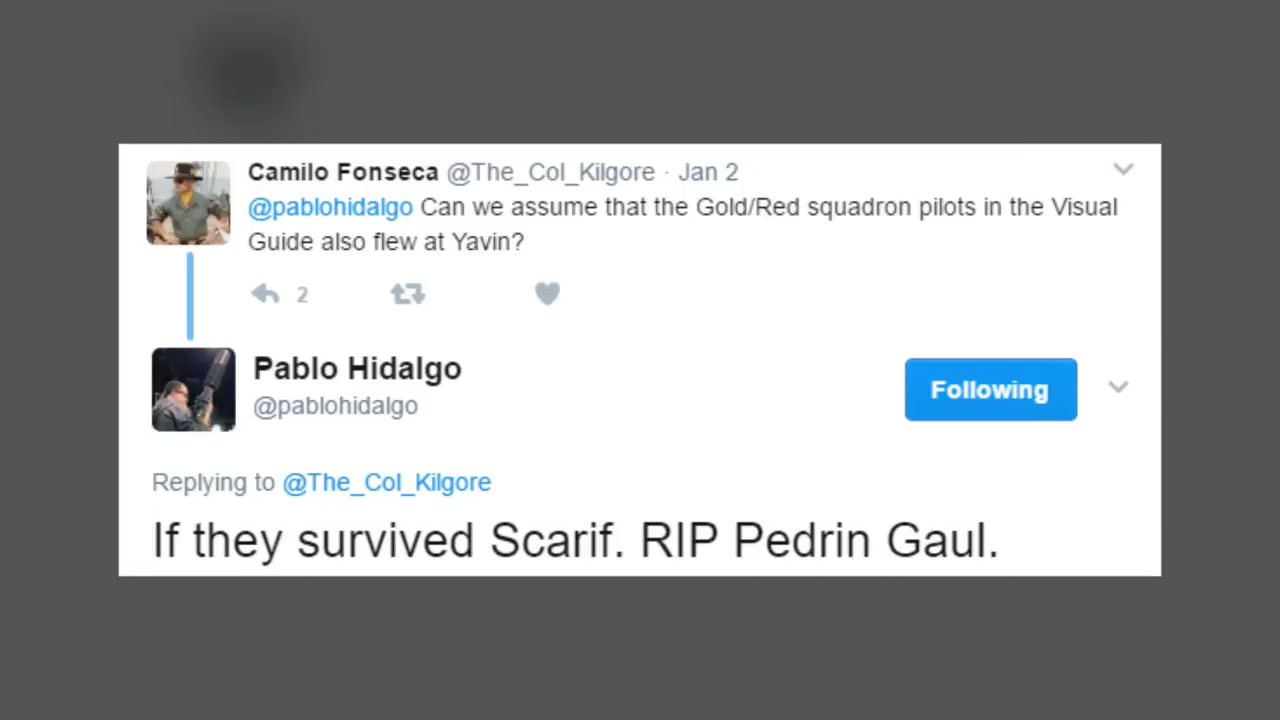 Camilo Fonseca @The_Col_Kilgore · Jan 2
@pablohidalgo Can we assume that the Gold/Red squadron pilots in the Visual
Guide also flew at Yavin?
2
Pablo Hidalgo
@pablohidalgo
Following
Replying to @The_Col_Kilgore
If they survived Scarif. RIP Pedrin Gaul.